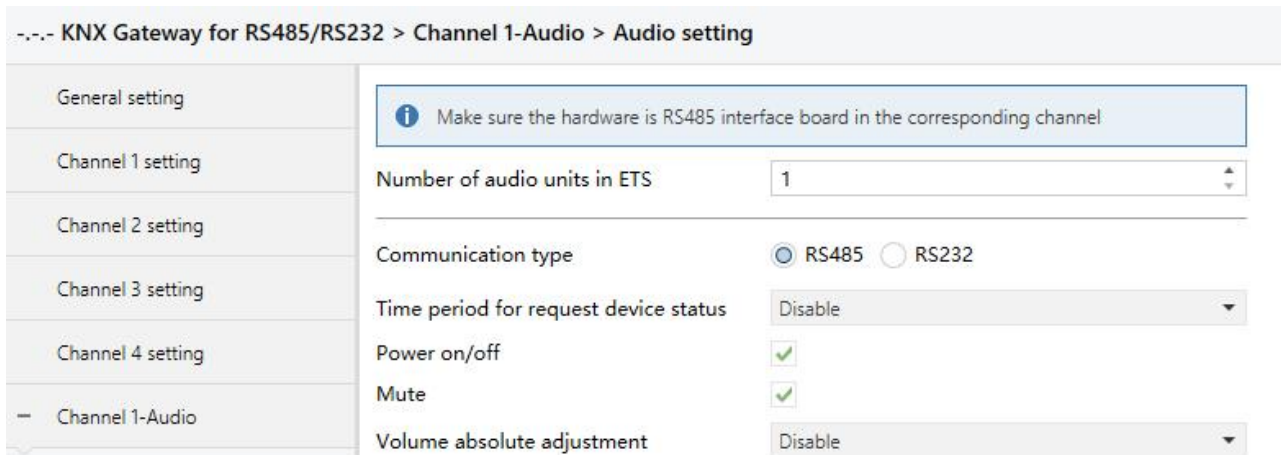 -.-.- KNX Gateway for RS485/RS232 > Channel 1-Audio > Audio setting
General setting
Channel 1 setting
Channel 2 setting
Channel 3 setting
Channel 4 setting
− Channel 1-Audio
Make sure the hardware is RS485 interface board in the corresponding channel
Number of audio units in ETS 1
Communication type RS485 RS232
Time period for request device status Disable
Power on/off
Mute
Volume absolute adjustment Disable